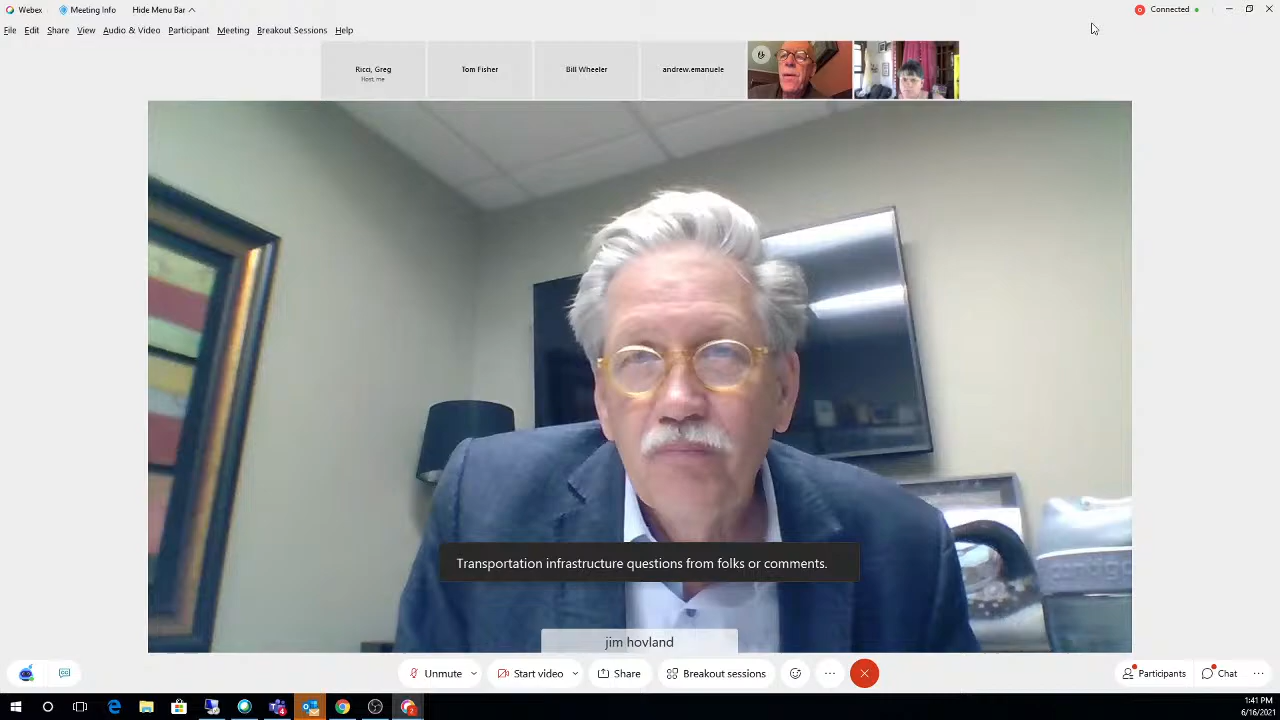 Webex Meeting Info Hide Menu Bar Connected
File Edit Share View Audio & Video Participant Meeting Breakout Sessions Help
Ricci, Greg Tom Fisher Bill Wheeler andrew.emanuele
Host, me
Transportation infrastructure questions from folks or comments.
jim hovland
Unmute Start video Share Breakout sessions Participants Chat
1:41 PM
6/16/2021